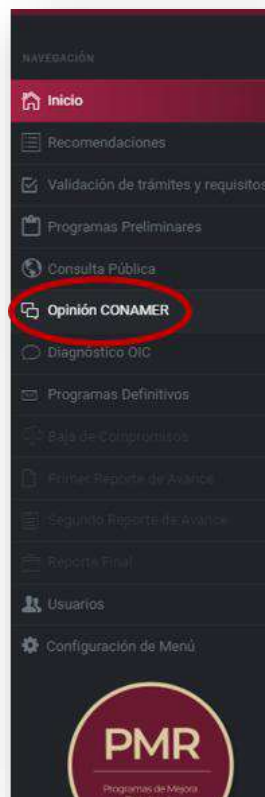 NAVEGACIÓN
Inicio
Recomendaciones
Validación de trámites y requisitos
Programas Preliminares
Consulta Pública
Opinión CONAMER
Diagnóstico OIC
Programas Definitivos
Baja de Compromisos
Primer Reporte de Avance
Segundo Reporte de Avance
Reporte Final
Usuarios
Configuración de Menú
PMR
Programas de Mejora